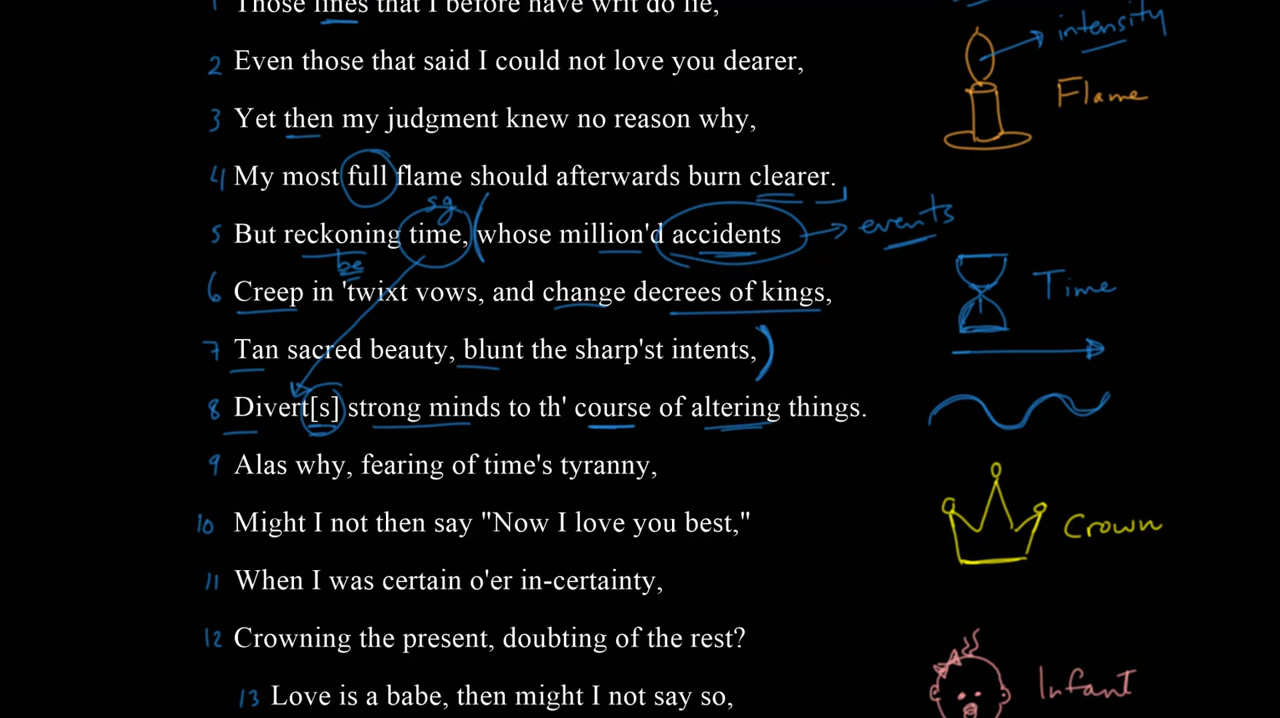 1 Those lines that I before have writ do lie,
intensity
2 Even those that said I could not love you dearer,
Flame
3 Yet then my judgment knew no reason why,
4 My most full flame should afterwards burn clearer.
sg
5 But reckoning time, (whose million'd accidents
events
be
6 Creep in 'twixt vows, and change decrees of kings,
Time
7 Tan sacred beauty, blunt the sharp'st intents,)
8 Divert[s] strong minds to th' course of altering things.
9 Alas why, fearing of time's tyranny,
10 Might I not then say "Now I love you best,"
Crown
11 When I was certain o'er in-certainty,
12 Crowning the present, doubting of the rest?
13 Love is a babe, then might I not say so,
Infant